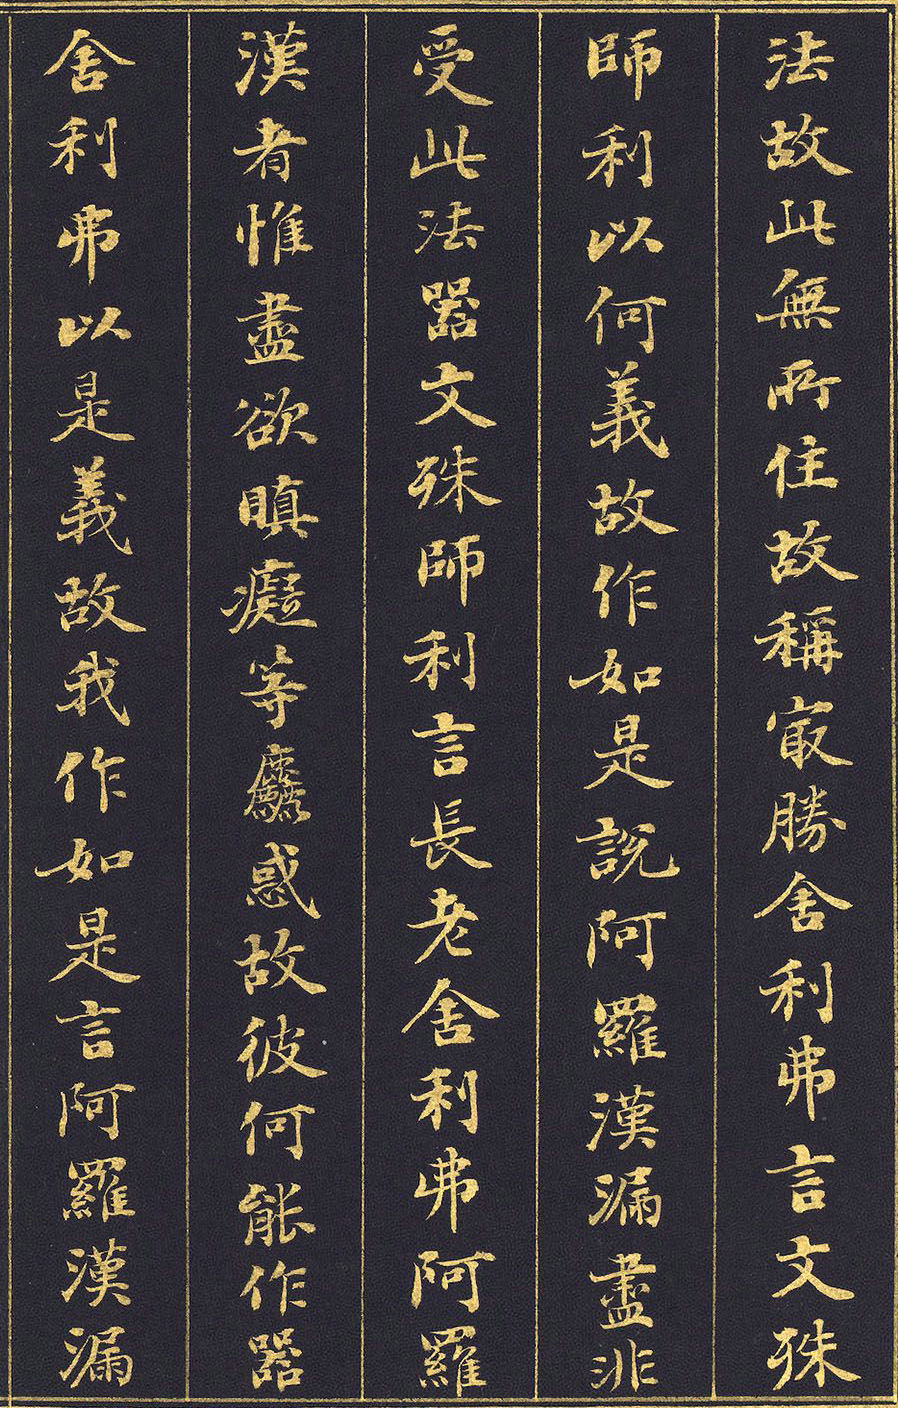 法故此無所住故稱冣勝舍利弗言文殊
師利以何義故作如是說阿羅漢漏盡非
受此法器文殊師利言長老舍利弗阿羅
漢者惟盡欲瞋癡等麤惑故彼何能作器
舍利弗以是義故我作如是言阿羅漢漏